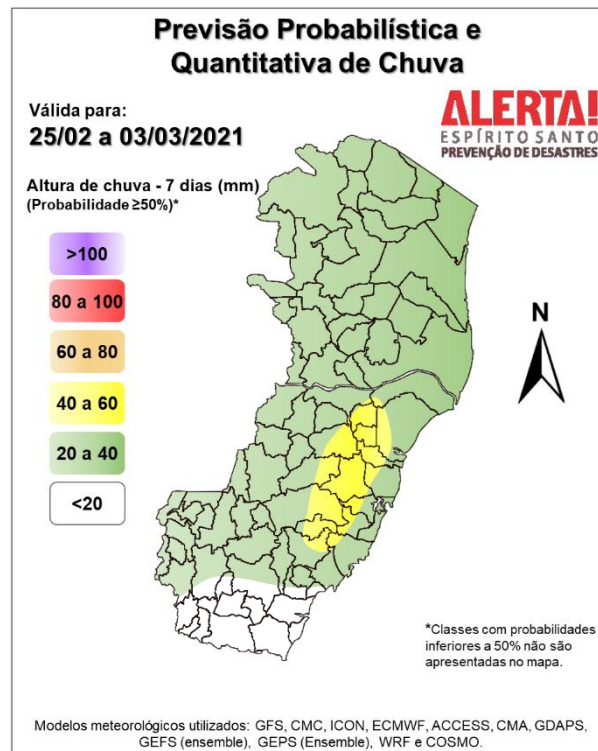 Previsão Probabilística e
Quantitativa de Chuva
Válida para:
25/02 a 03/03/2021
ALERTA!
ESPÍRITO SANTO
PREVENÇÃO DE DESASTRES
Altura de chuva - 7 dias (mm)
(Probabilidade ≥50%)*
>100
80 a 100
60 a 80
40 a 60
20 a 40
<20
N
*Classes com probabilidades
inferiores a 50% não são
apresentadas no mapa.
Modelos meteorológicos utilizados: GFS, CMC, ICON, ECMWF, ACCESS, CMA, GDAPS,
GEFS (ensemble), GEPS (Ensemble), WRF e COSMO.